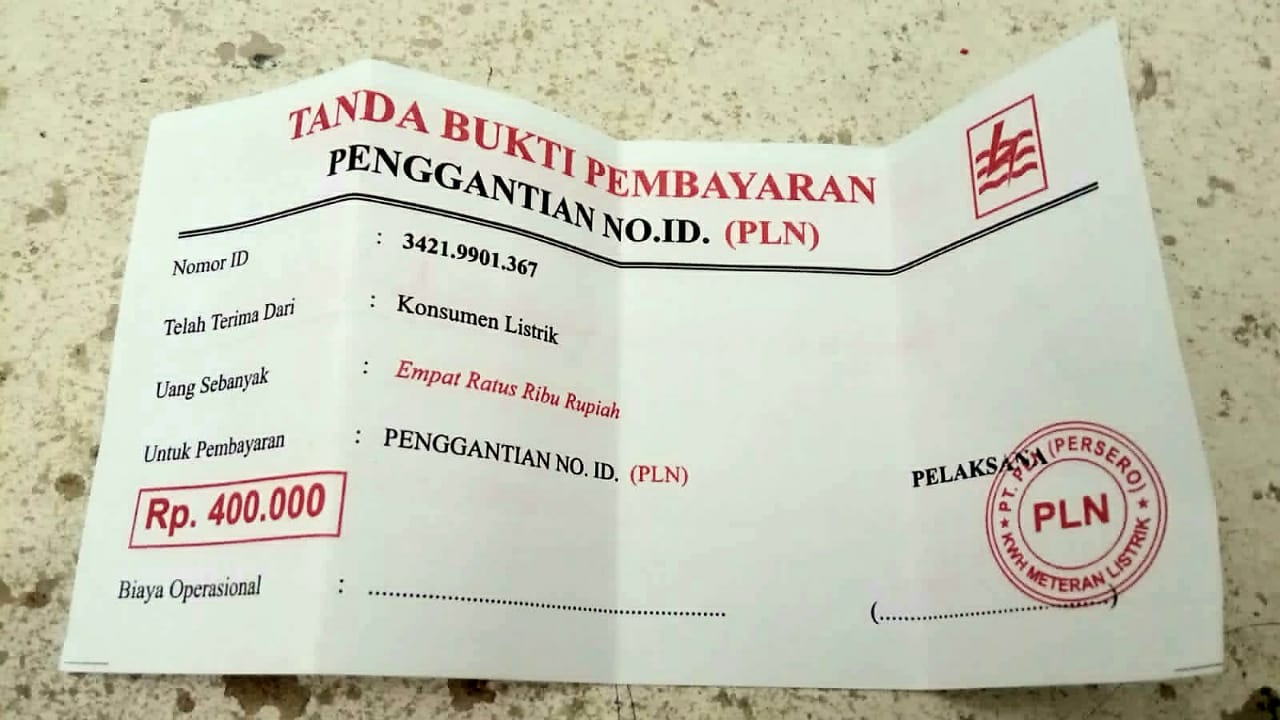 TANDA BUKTI PEMBAYARAN
PENGGANTIAN NO.ID. (PLN)
Nomor ID : 3421.9901.367
Telah Terima Dari : Konsumen Listrik
Uang Sebanyak : Empat Ratus Ribu Rupiah
Untuk Pembayaran : PENGGANTIAN NO. ID. (PLN)
Rp. 400.000
PELAKSANA
PT. PLN (PERSERO)
PLN
KWH METERAN LISTRIK
Biaya Operasional : ....................................................................
(............................................)